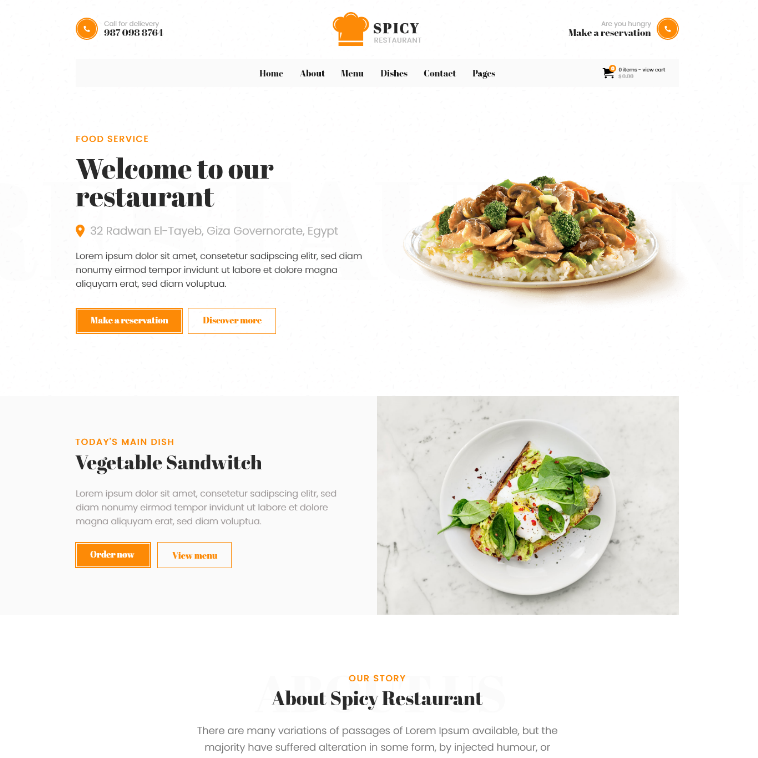 Call for delievery
987 098 8764
SPICY
RESTAURANT
Are you hungry
Make a reservation
Home About Menu Dishes Contact Pages
0 items - view cart
FOOD SERVICE
Welcome to our
restaurant
32 Radwan El-Tayeb, Giza Governorate, Egypt
Lorem ipsum dolor sit amet, consetetur sadipscing elitr, sed diam
nonumy eirmod tempor invidunt ut labore et dolore magna
aliquyam erat, sed diam voluptua.
Make a reservation Discover more
TODAY'S MAIN DISH
Vegetable Sandwitch
Lorem ipsum dolor sit amet, consetetur sadipscing elitr, sed
diam nonumy eirmod tempor invidunt ut labore et dolore
magna aliquyam erat, sed diam voluptua.
Order now View menu
ABOUT US
OUR STORY
About Spicy Restaurant
There are many variations of passages of Lorem Ipsum available, but the
majority have suffered alteration in some form, by injected humour, or